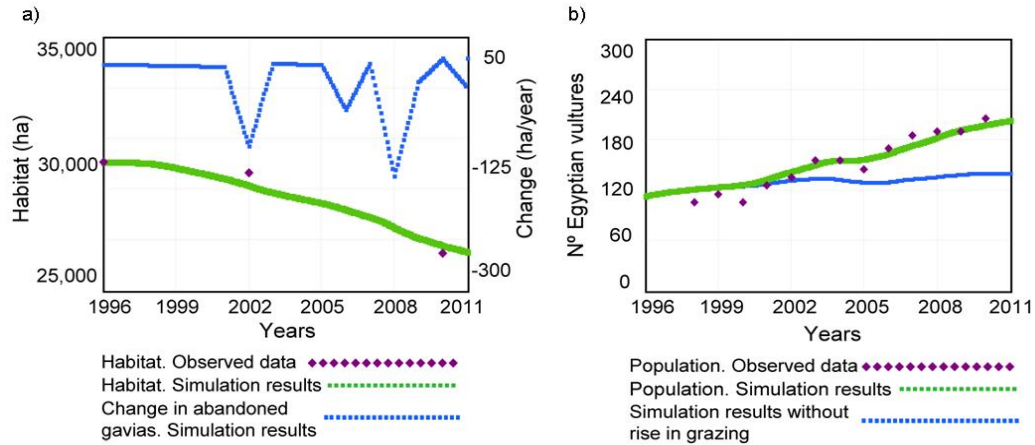 a)
35,000
30,000
25,000
Habitat (ha)
50
-125
-300
Change (ha/year)
1996 1999 2002 2005 2008 2011
Years
Habitat. Observed data
Habitat. Simulation results
Change in abandoned
gavias. Simulation results
b)
300
240
180
120
60
0
Nº Egyptian vultures
1996 1999 2002 2006 2008 2011
Years
Population. Observed data
Population. Simulation results
Simulation results without
rise in grazing